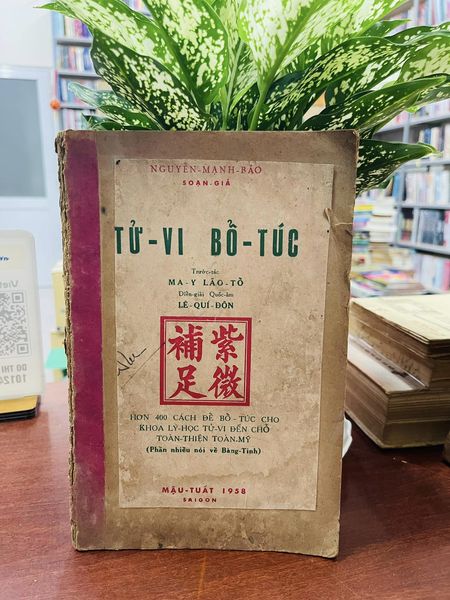 NGUYỄN-MẠNH-BẢO
SOẠN-GIẢ
TỬ-VI BỔ-TÚC
Trước-tác
MA-Y LÃO-TỔ
Diễn-giải Quốc-âm
LÊ-QUÍ-ĐÔN
紫微
補足
HƠN 400 CÁCH ĐỂ BỔ-TÚC CHO
KHOA LÝ-HỌC TỬ-VI ĐẾN CHỖ
TOÀN-THIỆN TOÀN-MỸ
(Phần nhiều nói về Bàng-Tinh)
MẬU-TUẤT 1958
SAIGON